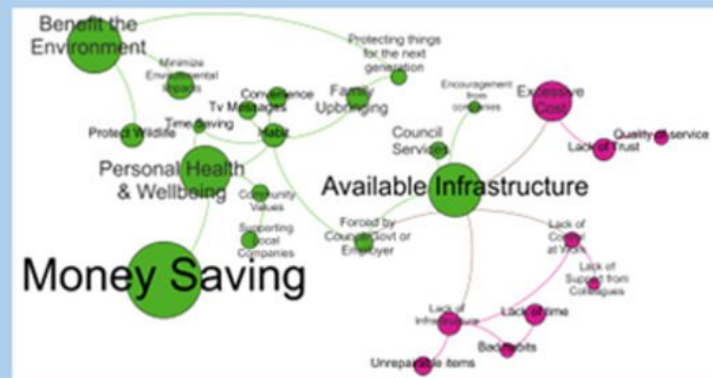 Benefit the
Environment
Minimize
Environmental
Impacts
Protecting things
for the next
generation
Convenience
Tv Messages
Family
Upbringing
Encouragement
from
companies
Excessive
Cost
Protect Wildlife
Time Saving
Habit
Council
Services
Lack of Trust
Quality of service
Personal Health
& Wellbeing
Available Infrastructure
Community
Values
Supporting
Local
Companies
Forced by
Council/Govt or
Employer
Lack of
Control
at Work
Lack of
Support from
Colleagues
Money Saving
Lack of
Infrastructure
Lack of time
Bad habits
Unrepairable items